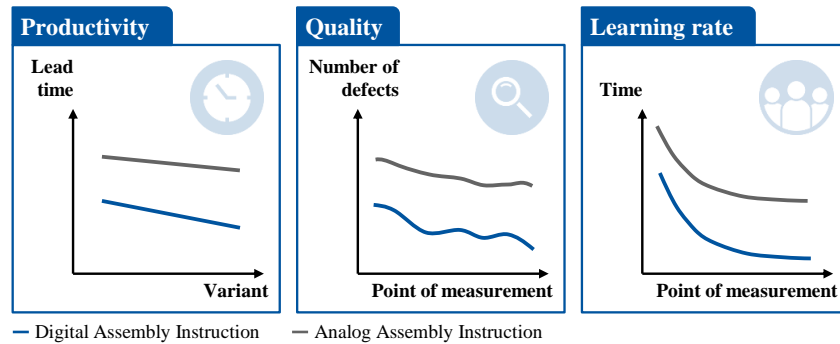 Productivity
Lead
time
Variant
Quality
Number of
defects
Point of measurement
Learning rate
Time
Point of measurement
Digital Assembly Instruction
Analog Assembly Instruction